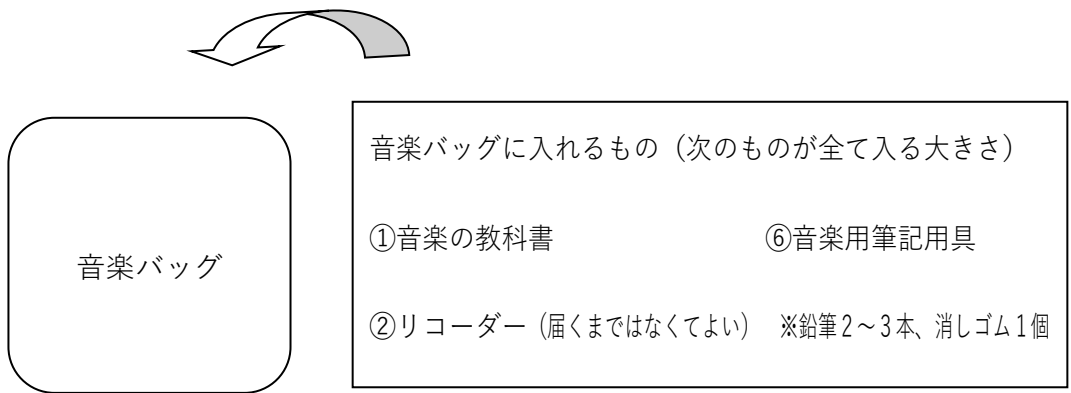 音楽バッグ
音楽バッグに入れるもの（次のものが全て入る大きさ）
①音楽の教科書 ⑥音楽用筆記用具
②リコーダー（届くまではなくてよい） ※鉛筆２～３本、消しゴム１個